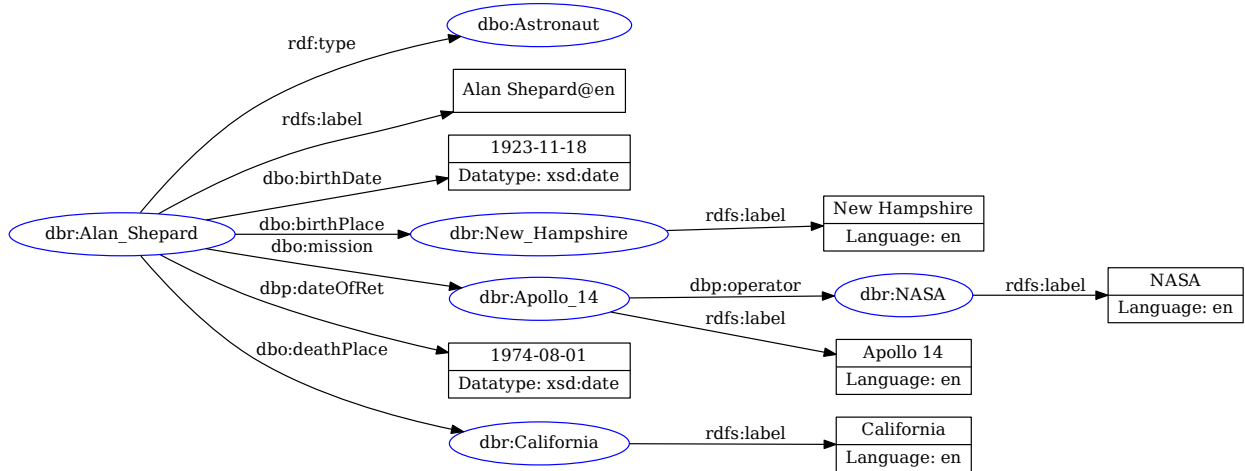 dbo:Astronaut
rdf:type
Alan Shepard@en
rdfs:label
1923-11-18
Datatype: xsd:date
dbo:birthDate
dbr:Alan_Shepard
dbo:birthPlace
dbr:New_Hampshire
rdfs:label
New Hampshire
Language: en
dbo:mission
dbr:Apollo_14
dbp:operator
dbr:NASA
rdfs:label
NASA
Language: en
rdfs:label
Apollo 14
Language: en
dbp:dateOfRet
1974-08-01
Datatype: xsd:date
dbo:deathPlace
dbr:California
rdfs:label
California
Language: en